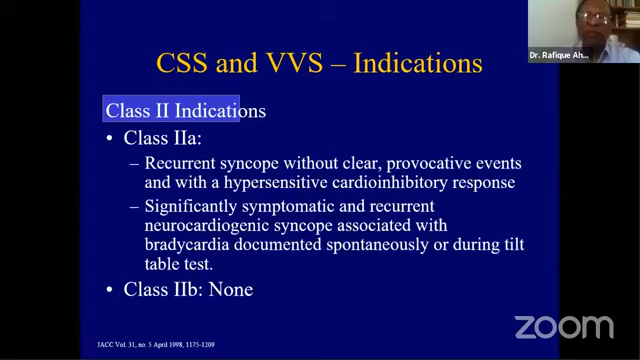 CSS and VVS – Indications
Dr. Rafique Ah...
Class II Indications
• Class IIa:
– Recurrent syncope without clear, provocative events
and with a hypersensitive cardioinhibitory response
– Significantly symptomatic and recurrent
neurocardiogenic syncope associated with
bradycardia documented spontaneously or during tilt
table test.
• Class IIb: None
JACC Vol. 31, no. 5 April 1998, 1175-1209
zoom